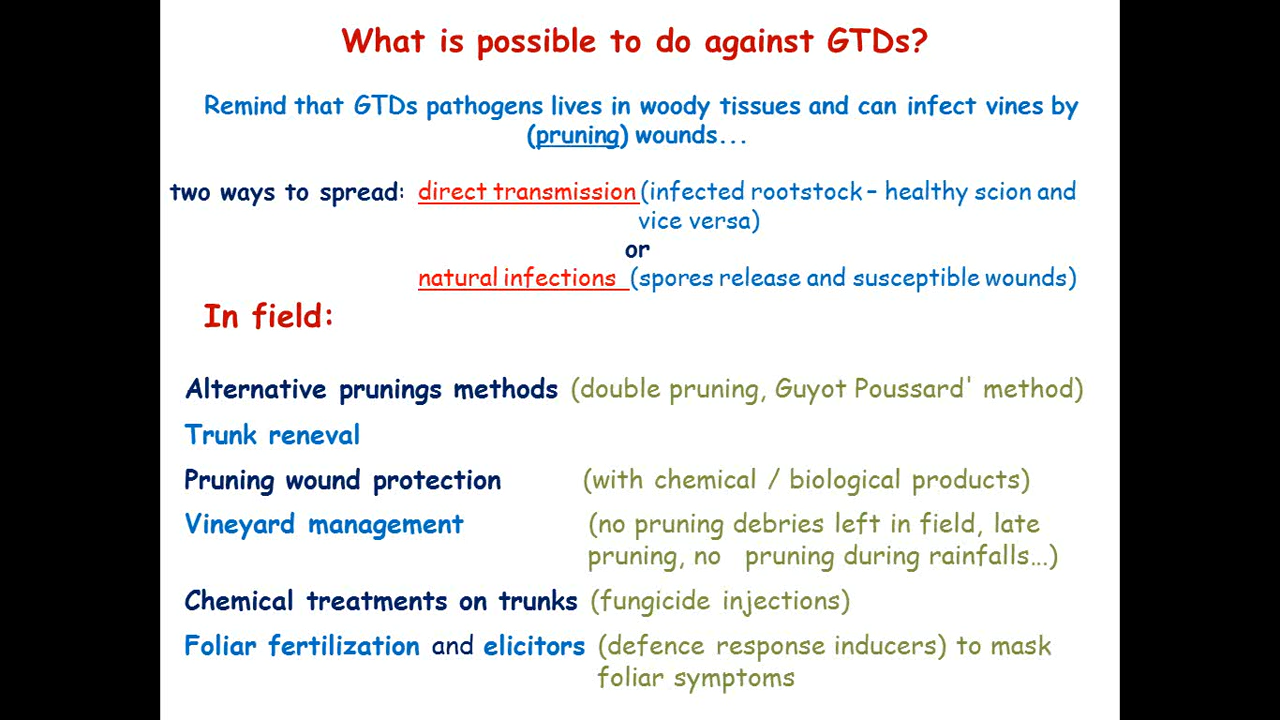 What is possible to do against GTDs?
Remind that GTDs pathogens lives in woody tissues and can infect vines by
(pruning) wounds...
two ways to spread: direct transmission (infected rootstock – healthy scion and
vice versa)
or
natural infections (spores release and susceptible wounds)
In field:
Alternative prunings methods (double pruning, Guyot Poussard' method)
Trunk reneval
Pruning wound protection (with chemical / biological products)
Vineyard management (no pruning debries left in field, late
pruning, no pruning during rainfalls...)
Chemical treatments on trunks (fungicide injections)
Foliar fertilization and elicitors (defence response inducers) to mask
foliar symptoms